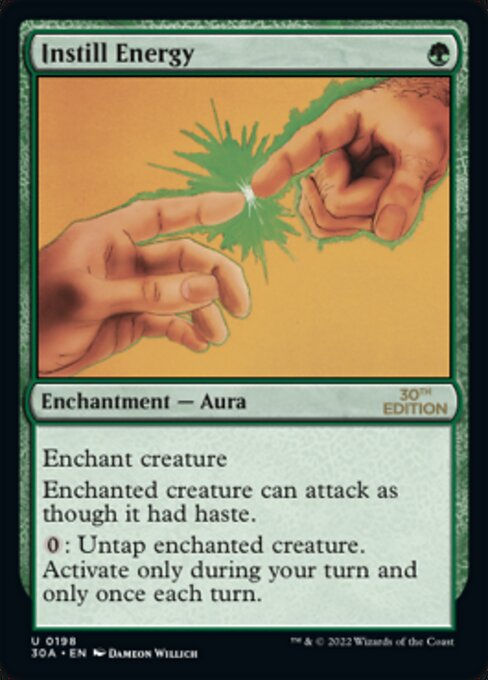 Instill Energy
Enchantment — Aura
30TH
EDITION
Enchant creature
Enchanted creature can attack as
though it had haste.
0: Untap enchanted creature.
Activate only during your turn and
only once each turn.
U 0198
30A • EN Dameon Willich
™ & © 2022 Wizards of the Coast